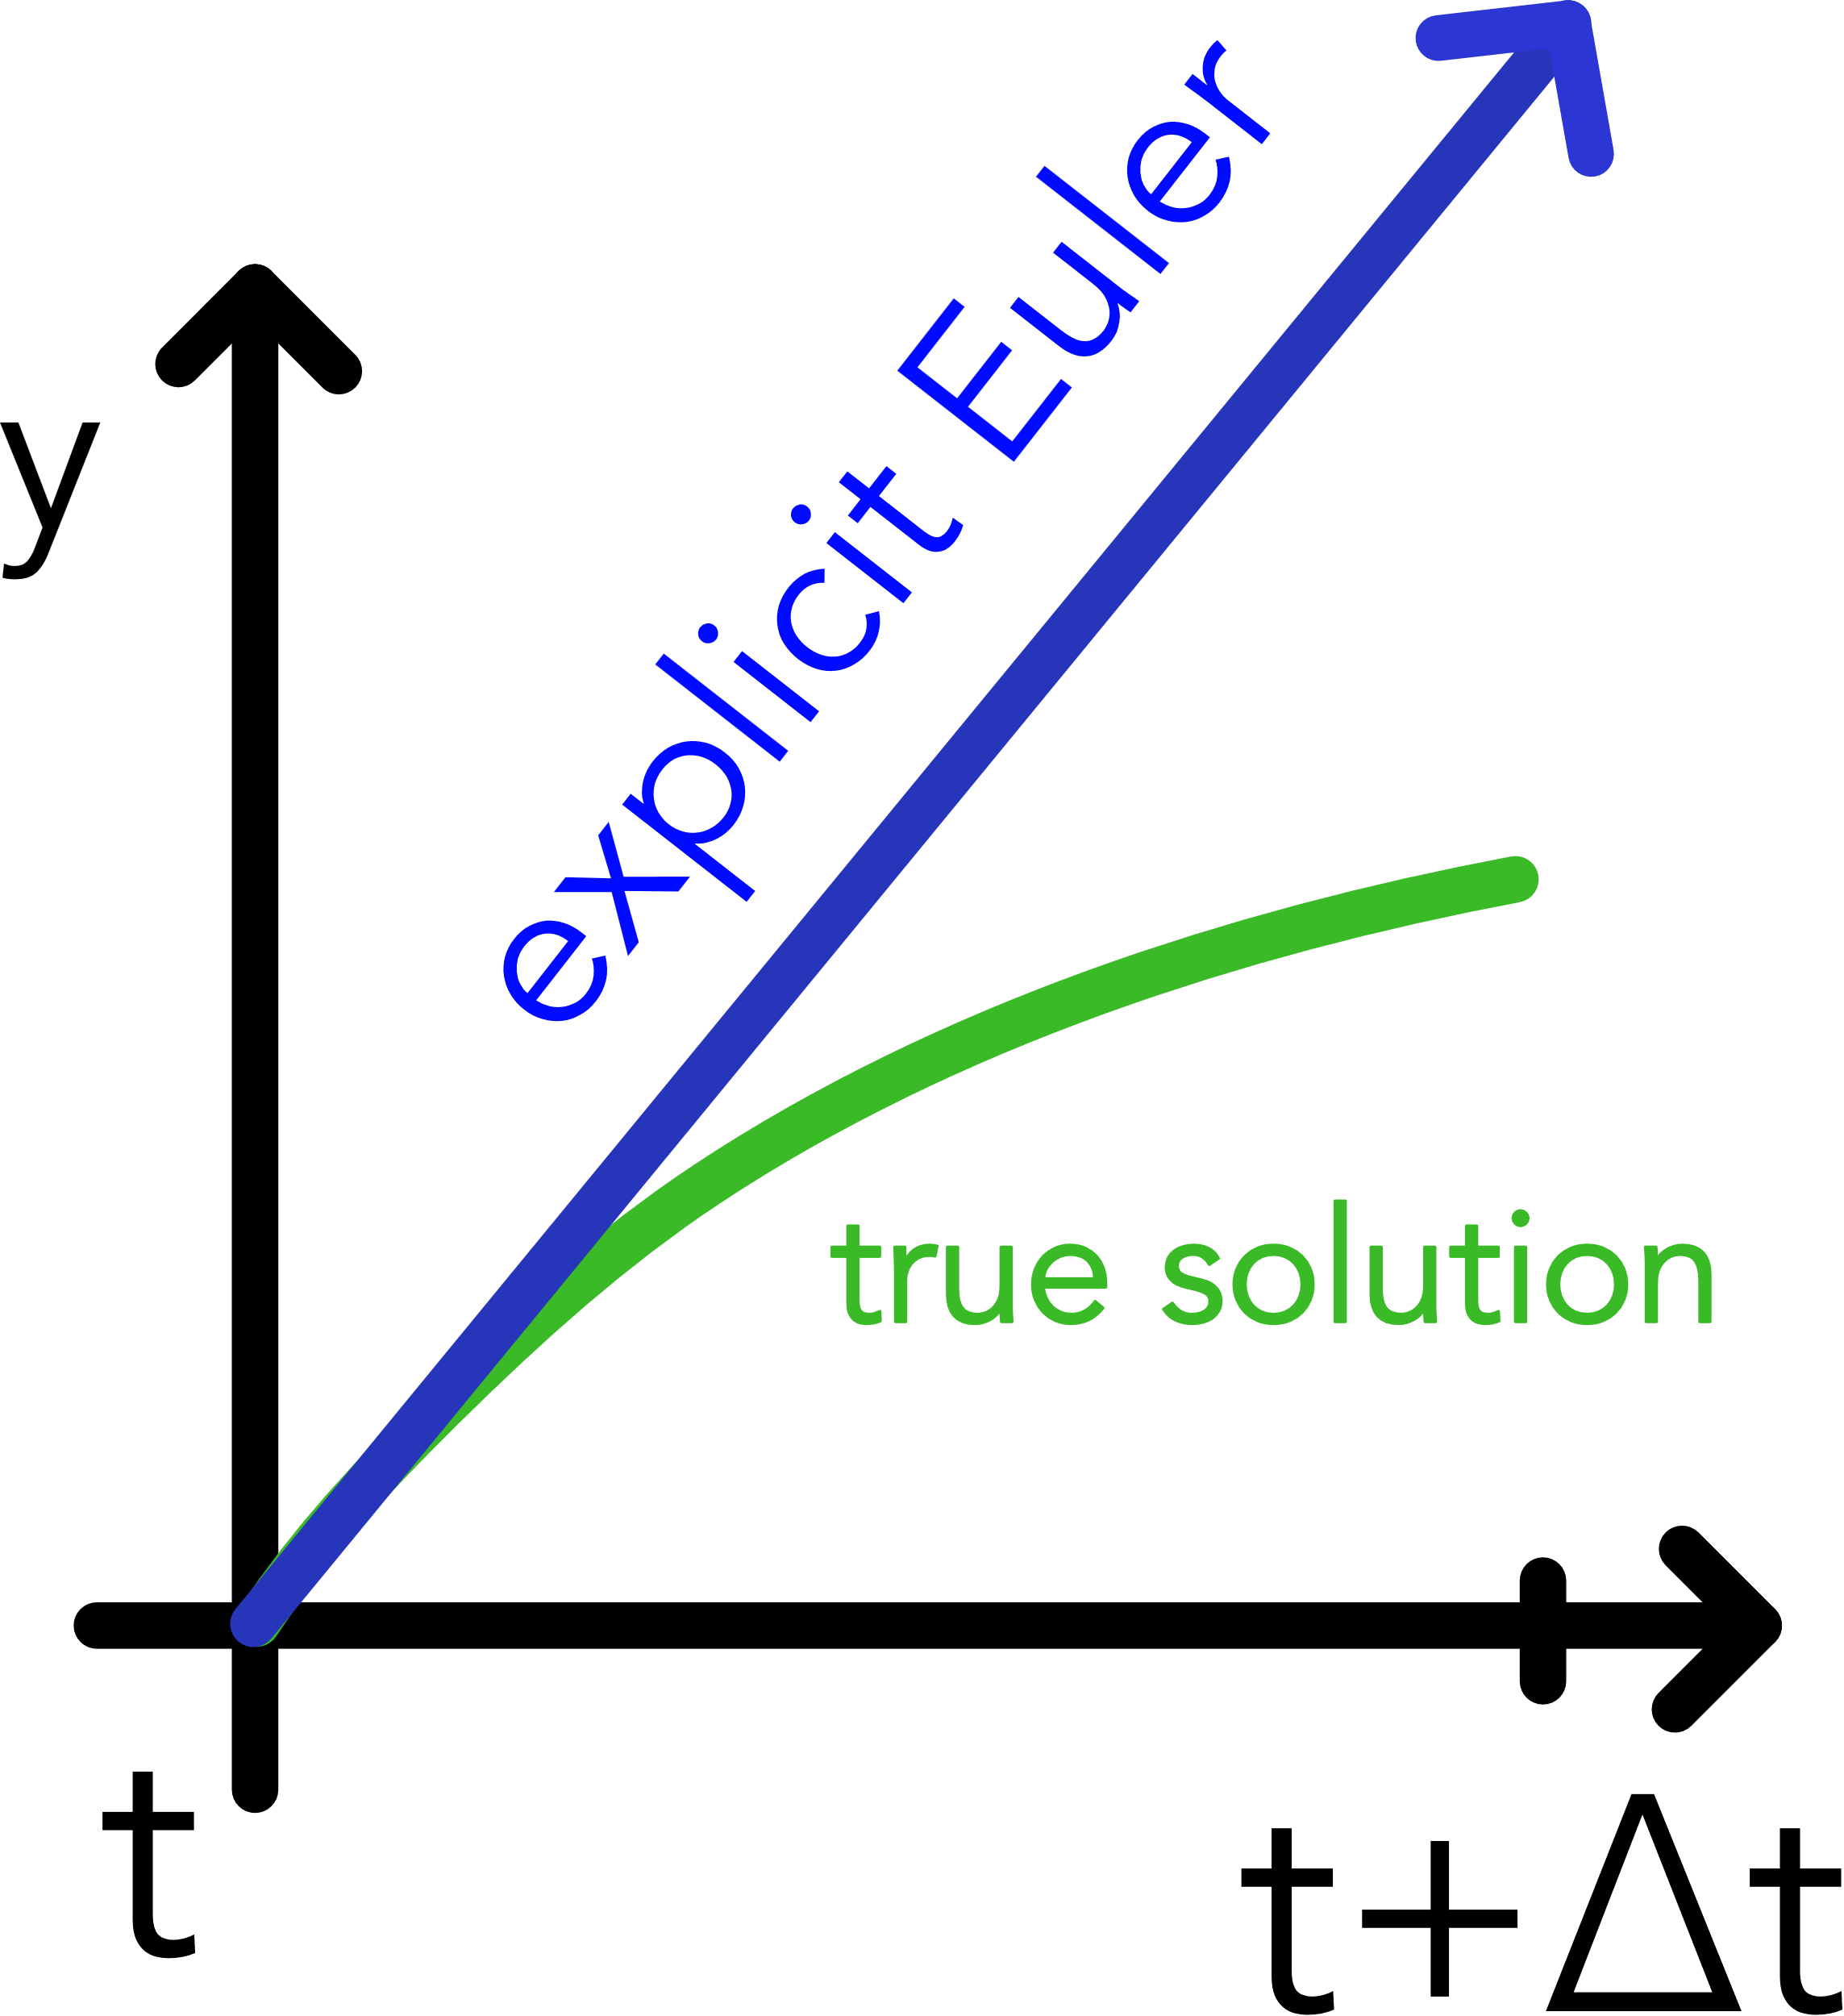 y
explicit Euler
true solution
t
t+Δt